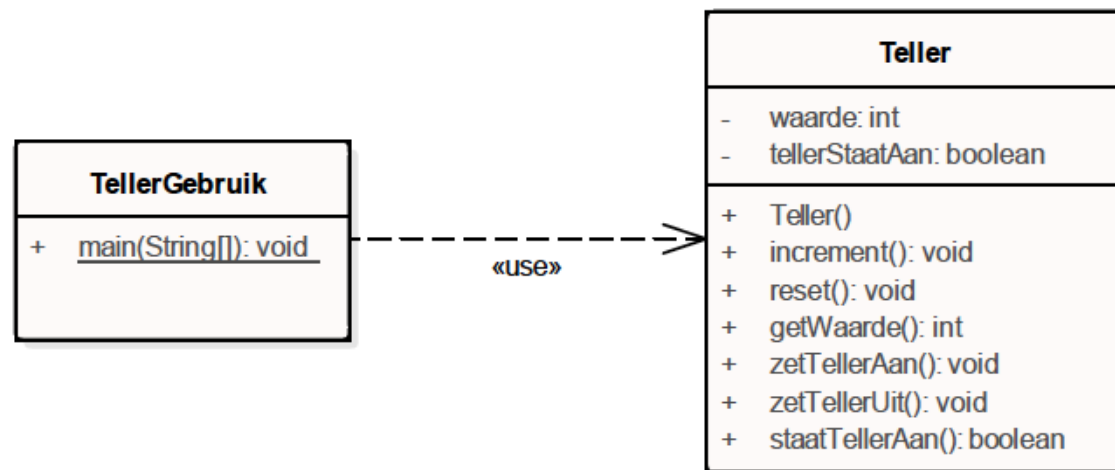 TellerGebruik
+ main(String[]): void
«use»
Teller
- waarde: int
- tellerStaatAan: boolean
+ Teller()
+ increment(): void
+ reset(): void
+ getWaarde(): int
+ zetTellerAan(): void
+ zetTellerUit(): void
+ staatTellerAan(): boolean